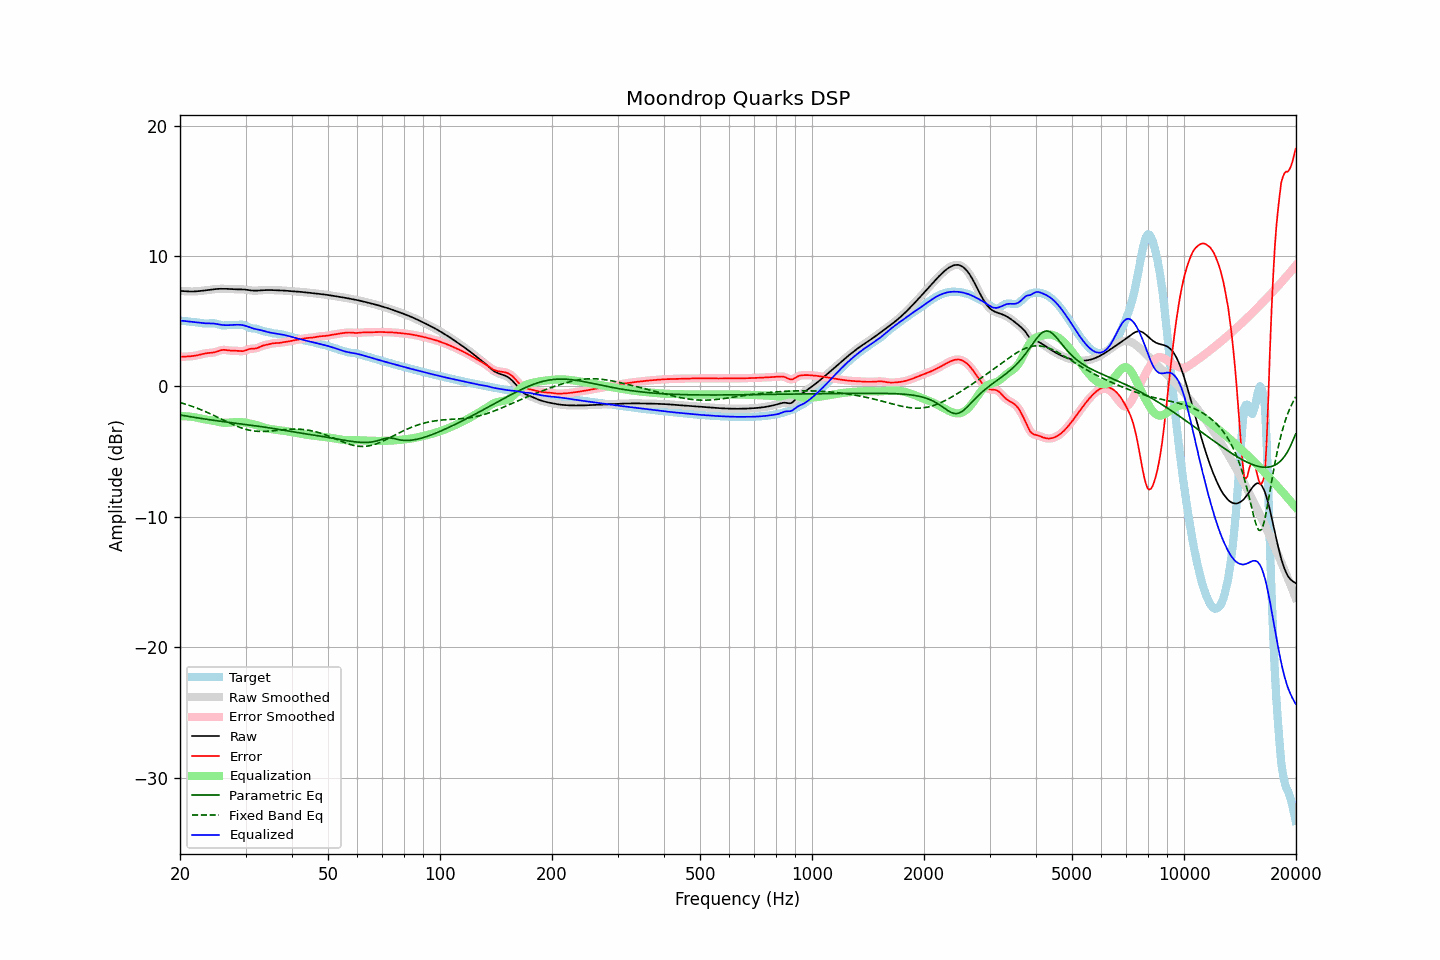 Moondrop Quarks DSP
20
10
0
−10
−20
−30
Amplitude (dBr)
Target
Raw Smoothed
Error Smoothed
Raw
Error
Equalization
Parametric Eq
Fixed Band Eq
Equalized
20 50 100 200 500 1000 2000 5000 10000 20000
Frequency (Hz)